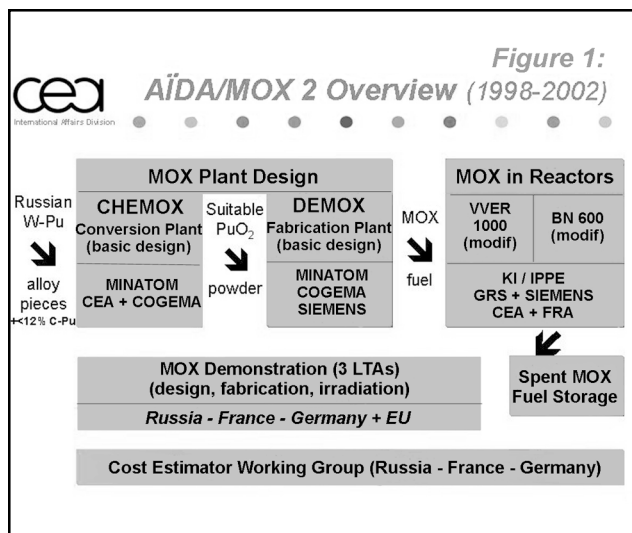 Figure 1:
cea
AÏDA/MOX 2 Overview (1998-2002)
International Affairs Division
MOX Plant Design
MOX in Reactors
Russian
W-Pu
alloy
pieces
+<12% C-Pu
CHEMOX
Conversion Plant
(basic design)
MINATOM
CEA + COGEMA
Suitable
PuO₂
powder
DEMOX
Fabrication Plant
(basic design)
MINATOM
COGEMA
SIEMENS
MOX
fuel
VVER
1000
(modif)
BN 600
(modif)
KI / IPPE
GRS + SIEMENS
CEA + FRA
MOX Demonstration (3 LTAs)
(design, fabrication, irradiation)
Russia - France - Germany + EU
Spent MOX
Fuel Storage
Cost Estimator Working Group (Russia - France - Germany)